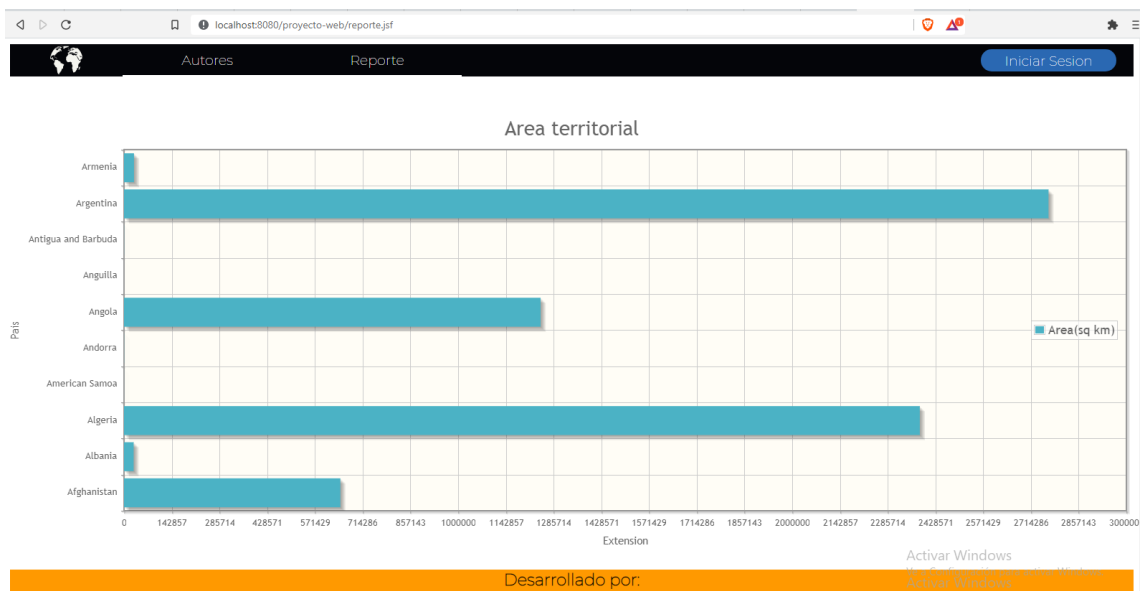 localhost:8080/proyecto-web/reporte.jsf
Autores Reporte Iniciar Sesion
Area territorial
Armenia
Argentina
Antigua and Barbuda
Anguilla
Angola
Andorra
American Samoa
Algeria
Albania
Afghanistan
Pais
Area(sq km)
0 142857 285714 428571 571429 714286 857143 1000000 1142857 1285714 1428571 1571429 1714286 1857143 2000000 2142857 2285714 2428571 2571429 2714286 2857143 300000
Extension
Activar Windows
Desarrollado por: